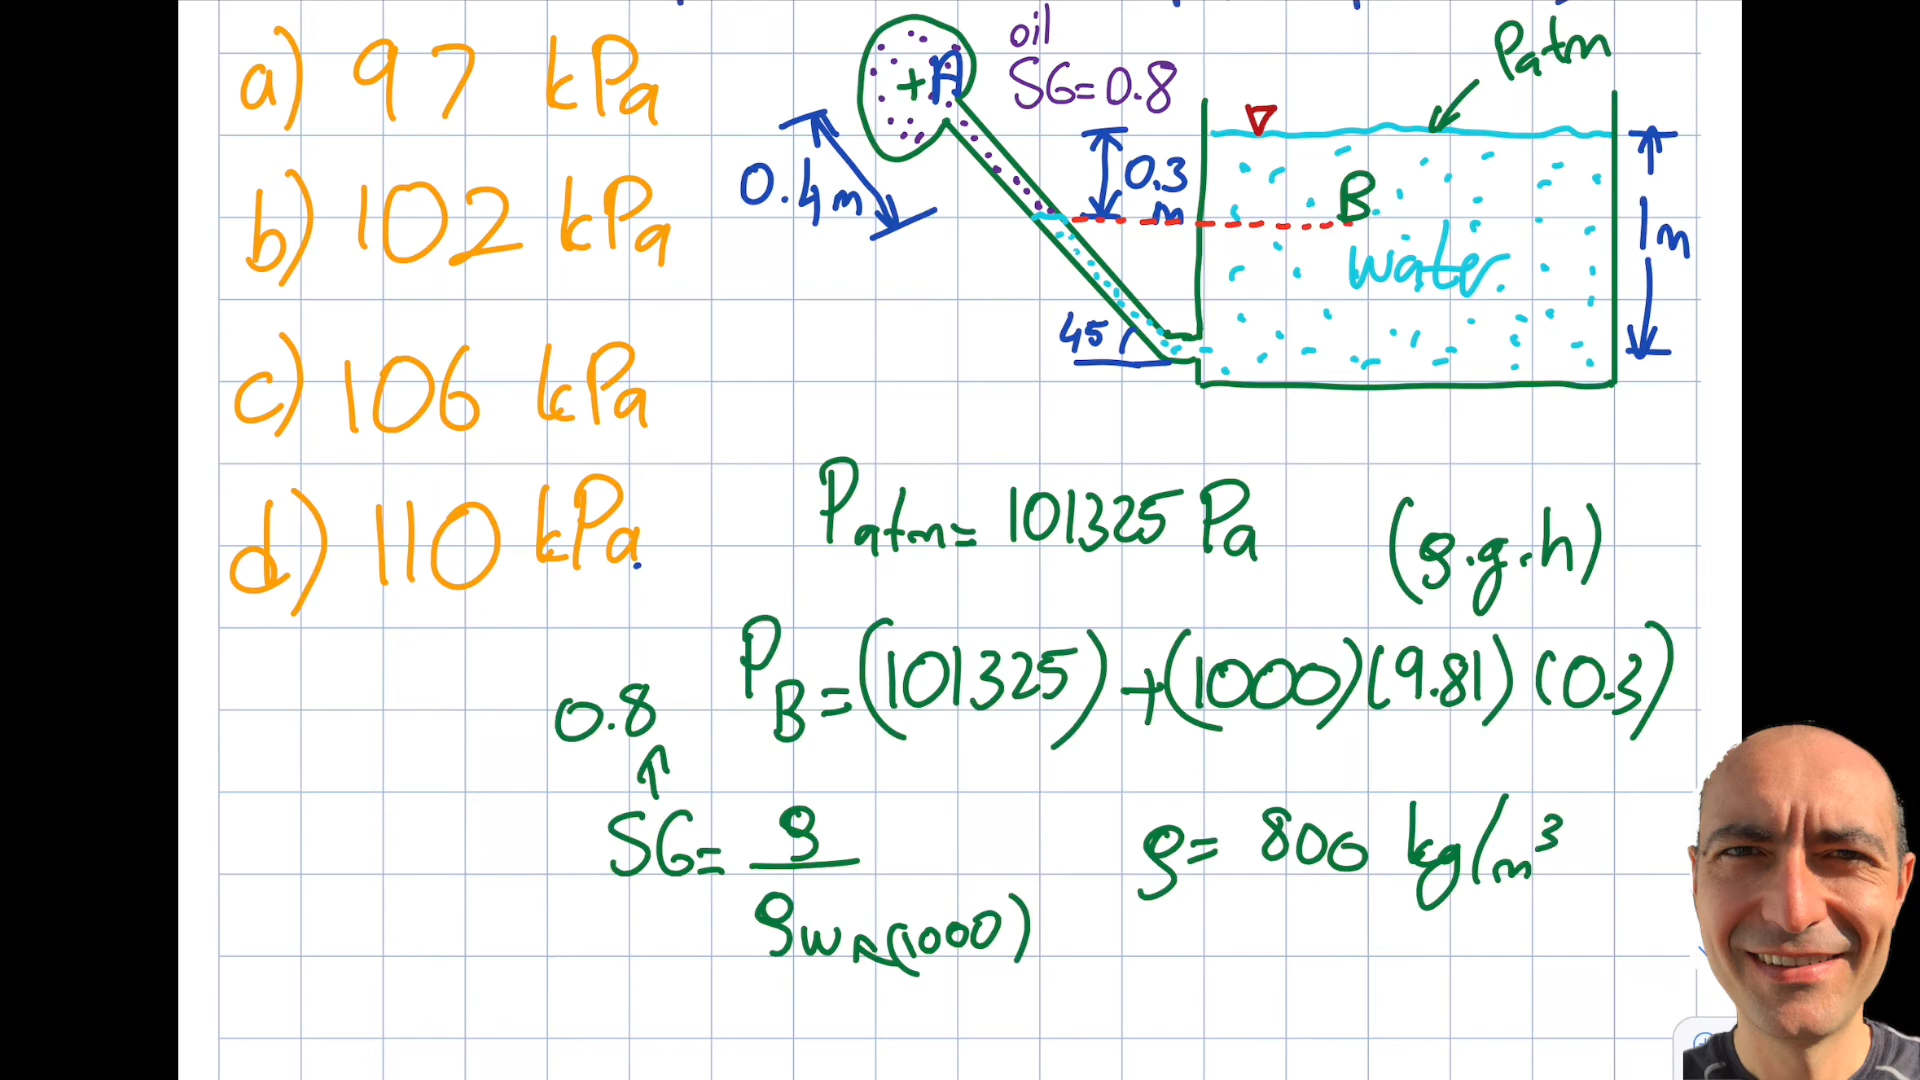 a) 97 kPa
b) 102 kPa
c) 106 kPa
d) 110 kPa.
oil
SG=0.8
Patm
+A
0.4m
0.3
m
B
water
1m
45
Patm= 101325 Pa
(ρ.g.h)
PB=(101325)+(1000)(9.81)(0.3)
0.8
SG= ρ
ρw (1000)
ρ= 800 kg/m³